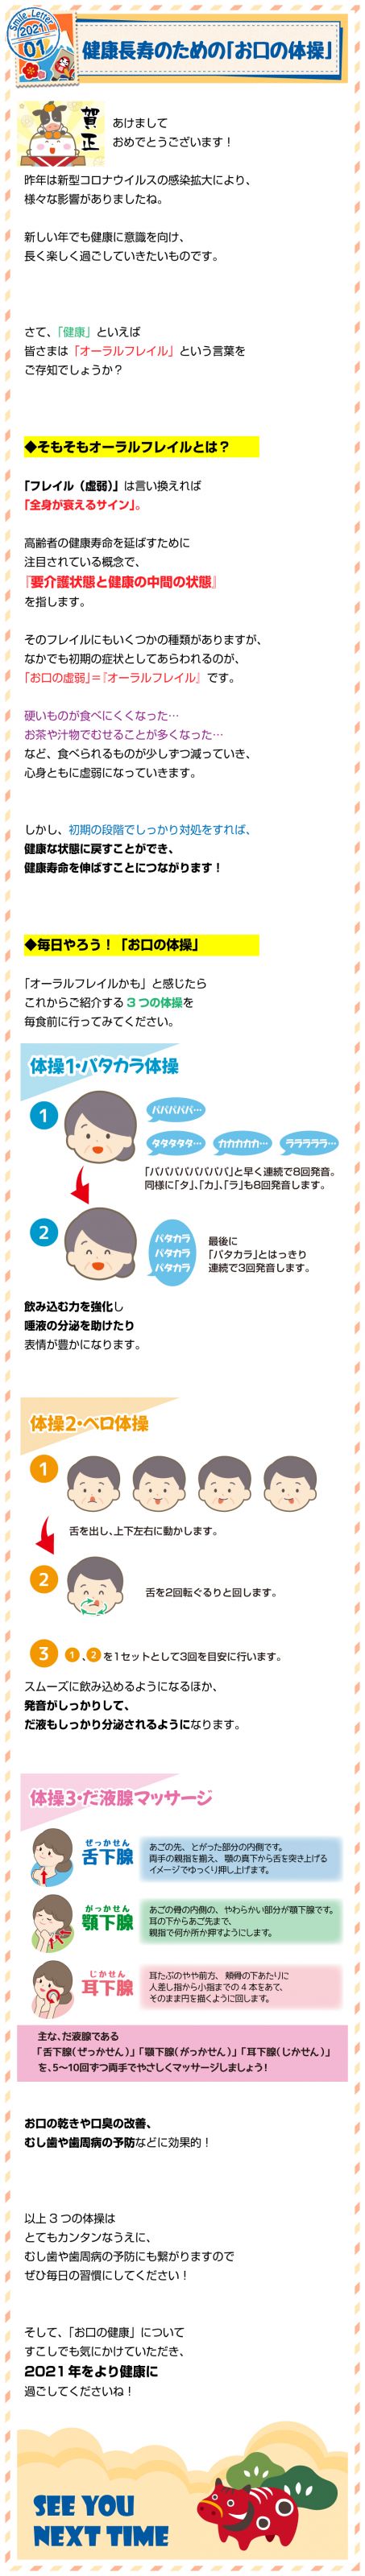 Smile-Letter
2021
01
健康長寿のための「お口の体操」
賀正
あけまして
おめでとうございます！
昨年は新型コロナウイルスの感染拡大により、
様々な影響がありましたね。
新しい年でも健康に意識を向け、
長く楽しく過ごしていきたいものです。
さて、「健康」といえば
皆さまは「オーラルフレイル」という言葉を
ご存知でしょうか？
◆そもそもオーラルフレイルとは？
「フレイル（虚弱）」は言い換えれば
「全身が衰えるサイン」。
高齢者の健康寿命を延ばすために
注目されている概念で、
『要介護状態と健康の中間の状態』
を指します。
そのフレイルにもいくつかの種類がありますが、
なかでも初期の症状としてあらわれるのが、
「お口の虚弱」＝『オーラルフレイル』です。
硬いものが食べにくくなった…
お茶や汁物でむせることが多くなった…
など、食べられるものが少しずつ減っていき、
心身ともに虚弱になっていきます。
しかし、初期の段階でしっかり対処をすれば、
健康な状態に戻すことができ、
健康寿命を伸ばすことにつながります！
◆毎日やろう！「お口の体操」
「オーラルフレイルかも」と感じたら
これからご紹介する３つの体操を
毎食前に行ってみてください。
体操1・パタカラ体操
1
パパパパパ…
タタタタタ…
カカカカカ…
ラララララ…
「パパパパパパパパ」と早く連続で8回発音。
同様に「タ」、「カ」、「ラ」も8回発音します。
2
パタカラ
パタカラ
パタカラ
最後に
「パタカラ」とはっきり
連続で3回発音します。
飲み込む力を強化し
唾液の分泌を助けたり
表情が豊かになります。
体操2・ベロ体操
1
舌を出し、上下左右に動かします。
2
舌を2回転ぐるりと回します。
3
1、2を1セットとして3回を目安に行います。
スムーズに飲み込めるようになるほか、
発音がしっかりして、
だ液もしっかり分泌されるようになります。
体操3・だ液腺マッサージ
ぜっかせん
舌下腺
あごの先、とがった部分の内側です。
両手の親指を揃え、顎の真下から舌を突き上げる
イメージでゆっくり押し上げます。
がっかせん
顎下腺
あごの骨の内側の、やわらかい部分が顎下腺です。
耳の下からあご先まで、
親指で何か所か押すようにします。
じかせん
耳下腺
耳たぶのやや前方、頬骨の下あたりに
人差し指から小指までの４本をあて、
そのまま円を描くように回します。
主な、だ液腺である
「舌下腺（ぜっかせん）」「顎下腺（がっかせん）」「耳下腺（じかせん）」
を、5～10回ずつ両手でやさしくマッサージしましょう！
お口の乾きや口臭の改善、
むし歯や歯周病の予防などに効果的！
以上３つの体操は
とてもカンタンなうえに、
むし歯や歯周病の予防にも繋がりますので
ぜひ毎日の習慣にしてください！
そして、「お口の健康」について
すこしでも気にかけていただき、
2021年をより健康に
過ごしてくださいね！
SEE YOU
NEXT TIME